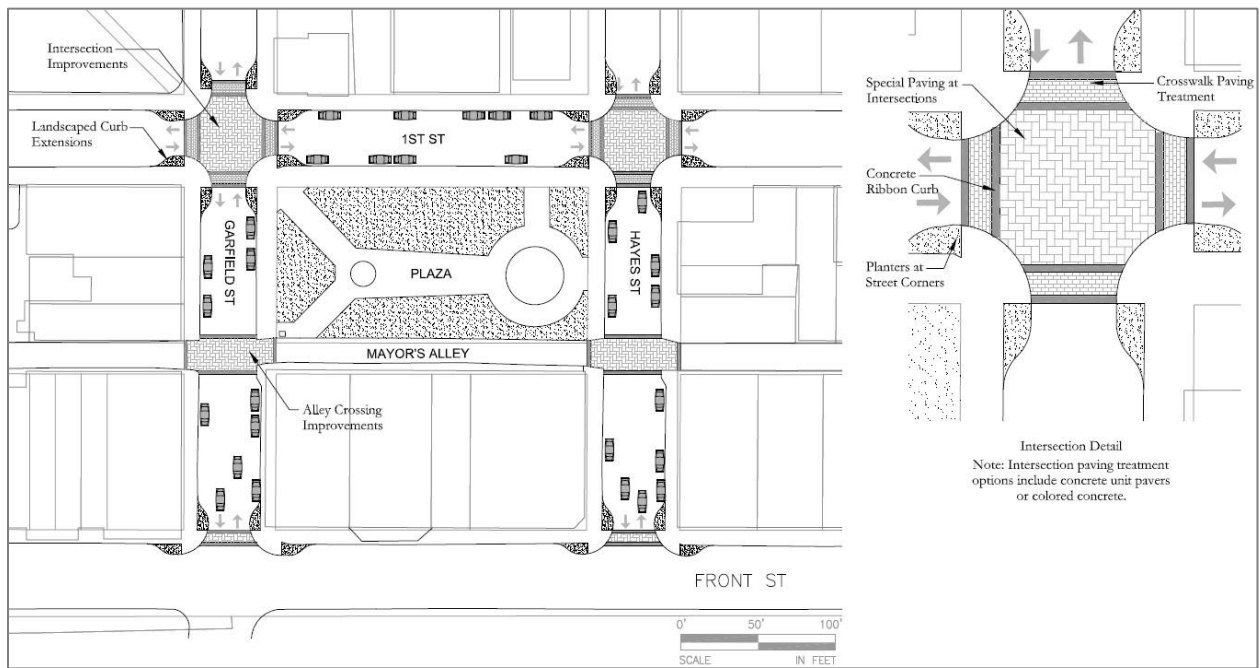 Intersection
Improvements
Landscaped Curb
Extensions
1ST ST
GARFIELD ST
PLAZA
HAYES ST
MAYOR'S ALLEY
Alley Crossing
Improvements
FRONT ST
0' 50' 100'
SCALE IN FEET
Special Paving at
Intersections
Crosswalk Paving
Treatment
Concrete
Ribbon Curb
Planters at
Street Corners
Intersection Detail
Note: Intersection paving treatment
options include concrete unit pavers
or colored concrete.